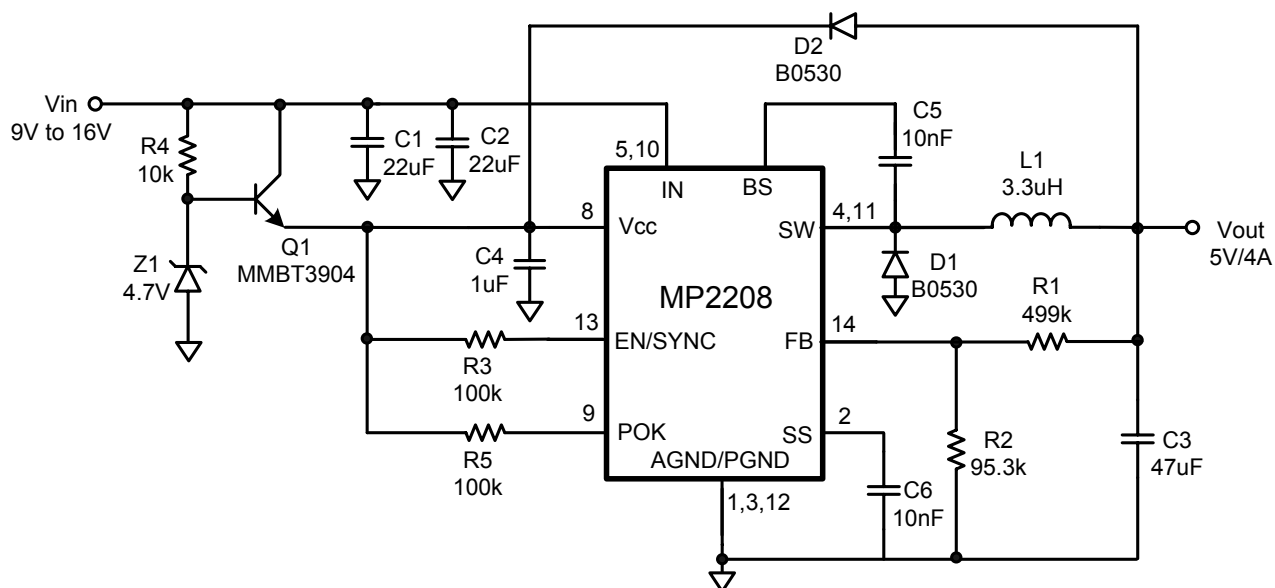 D2
B0530
Vin
9V to 16V
R4
10k
C1
22uF
C2
22uF
5,10
IN
BS
C5
10nF
L1
3.3uH
Q1
MMBT3904
Z1
4.7V
8
Vcc
C4
1uF
SW
4,11
D1
B0530
Vout
5V/4A
MP2208
R1
499k
13
EN/SYNC
FB
14
R3
100k
9
POK
SS
2
R5
100k
AGND/PGND
1,3,12
C6
10nF
R2
95.3k
C3
47uF